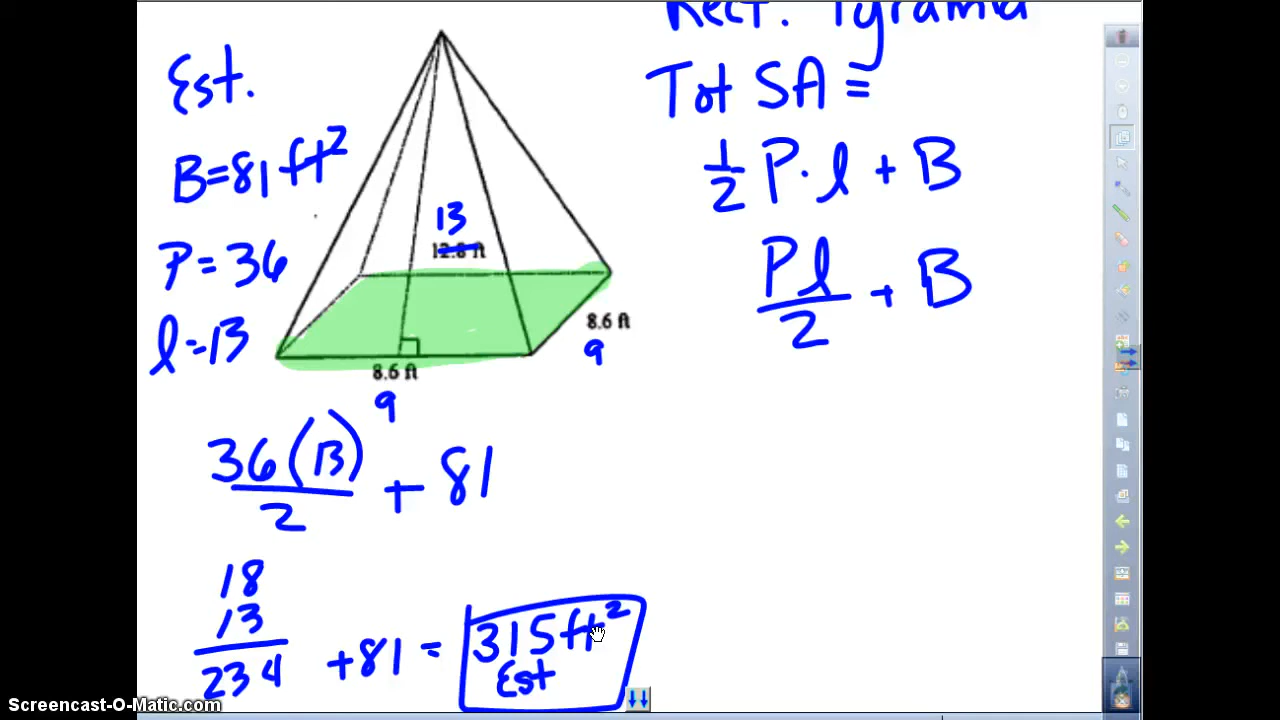 Rect. Pyramid
Est.
Tot SA =
B=81 ft²
1/2 P · l + B
13
12.8 ft
P = 36
Pl/2 + B
l = 13
8.6 ft
9
8.6 ft
9
36(13)/2 + 81
18
13
234 + 81 = 315 ft²
Est
Screencast-O-Matic.com